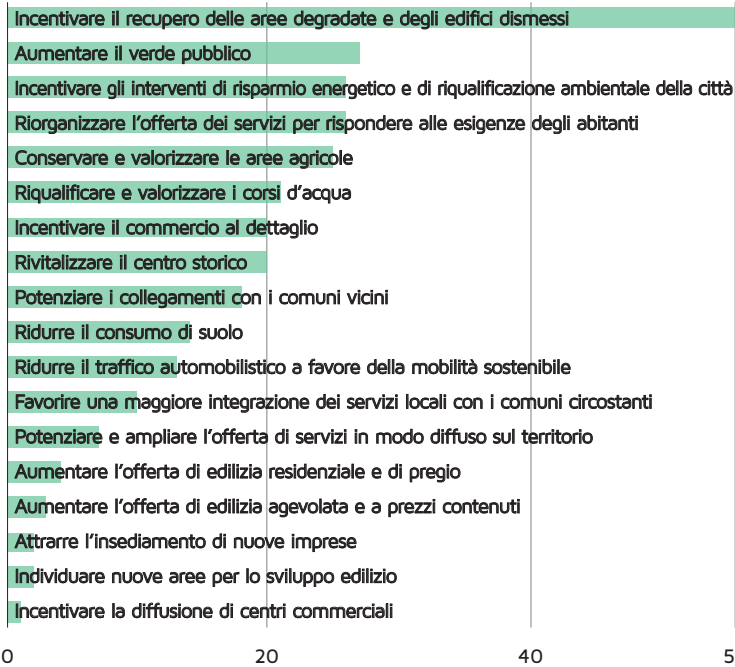 Incentivare il recupero delle aree degradate e degli edifici dismessi
Aumentare il verde pubblico
Incentivare gli interventi di risparmio energetico e di riqualificazione ambientale della città
Riorganizzare l'offerta dei servizi per rispondere alle esigenze degli abitanti
Conservare e valorizzare le aree agricole
Riqualificare e valorizzare i corsi d'acqua
Incentivare il commercio al dettaglio
Rivitalizzare il centro storico
Potenziare i collegamenti con i comuni vicini
Ridurre il consumo di suolo
Ridurre il traffico automobilistico a favore della mobilità sostenibile
Favorire una maggiore integrazione dei servizi locali con i comuni circostanti
Potenziare e ampliare l'offerta di servizi in modo diffuso sul territorio
Aumentare l'offerta di edilizia residenziale e di pregio
Aumentare l'offerta di edilizia agevolata e a prezzi contenuti
Attrarre l'insediamento di nuove imprese
Individuare nuove aree per lo sviluppo edilizio
Incentivare la diffusione di centri commerciali
0 20 40